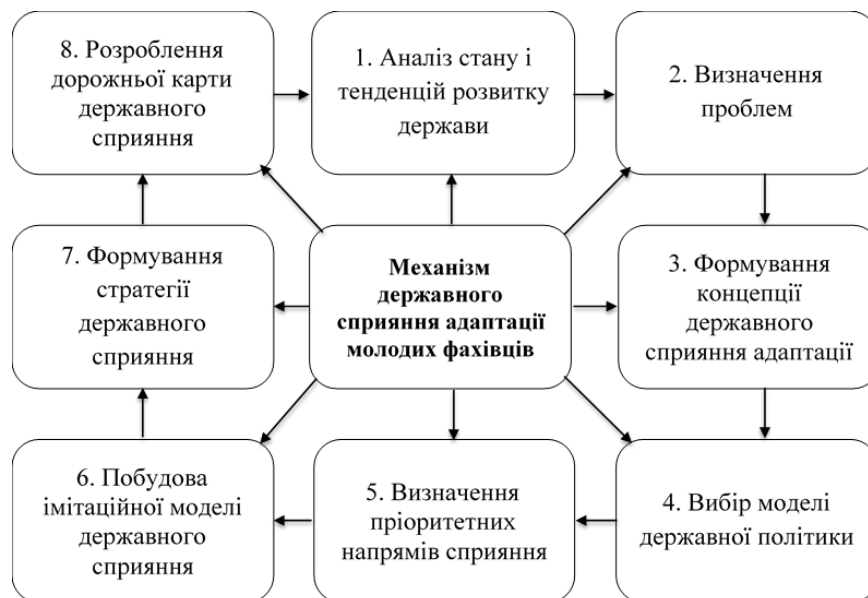 8. Розроблення
дорожньої карти
державного
сприяння
1. Аналіз стану і
тенденцій розвитку
держави
2. Визначення
проблем
7. Формування
стратегії
державного
сприяння
Механізм
державного
сприяння адаптації
молодих фахівців
3. Формування
концепції
державного
сприяння адаптації
6. Побудова
імітаційної моделі
державного
сприяння
5. Визначення
пріоритетних
напрямів сприяння
4. Вибір моделі
державної політики